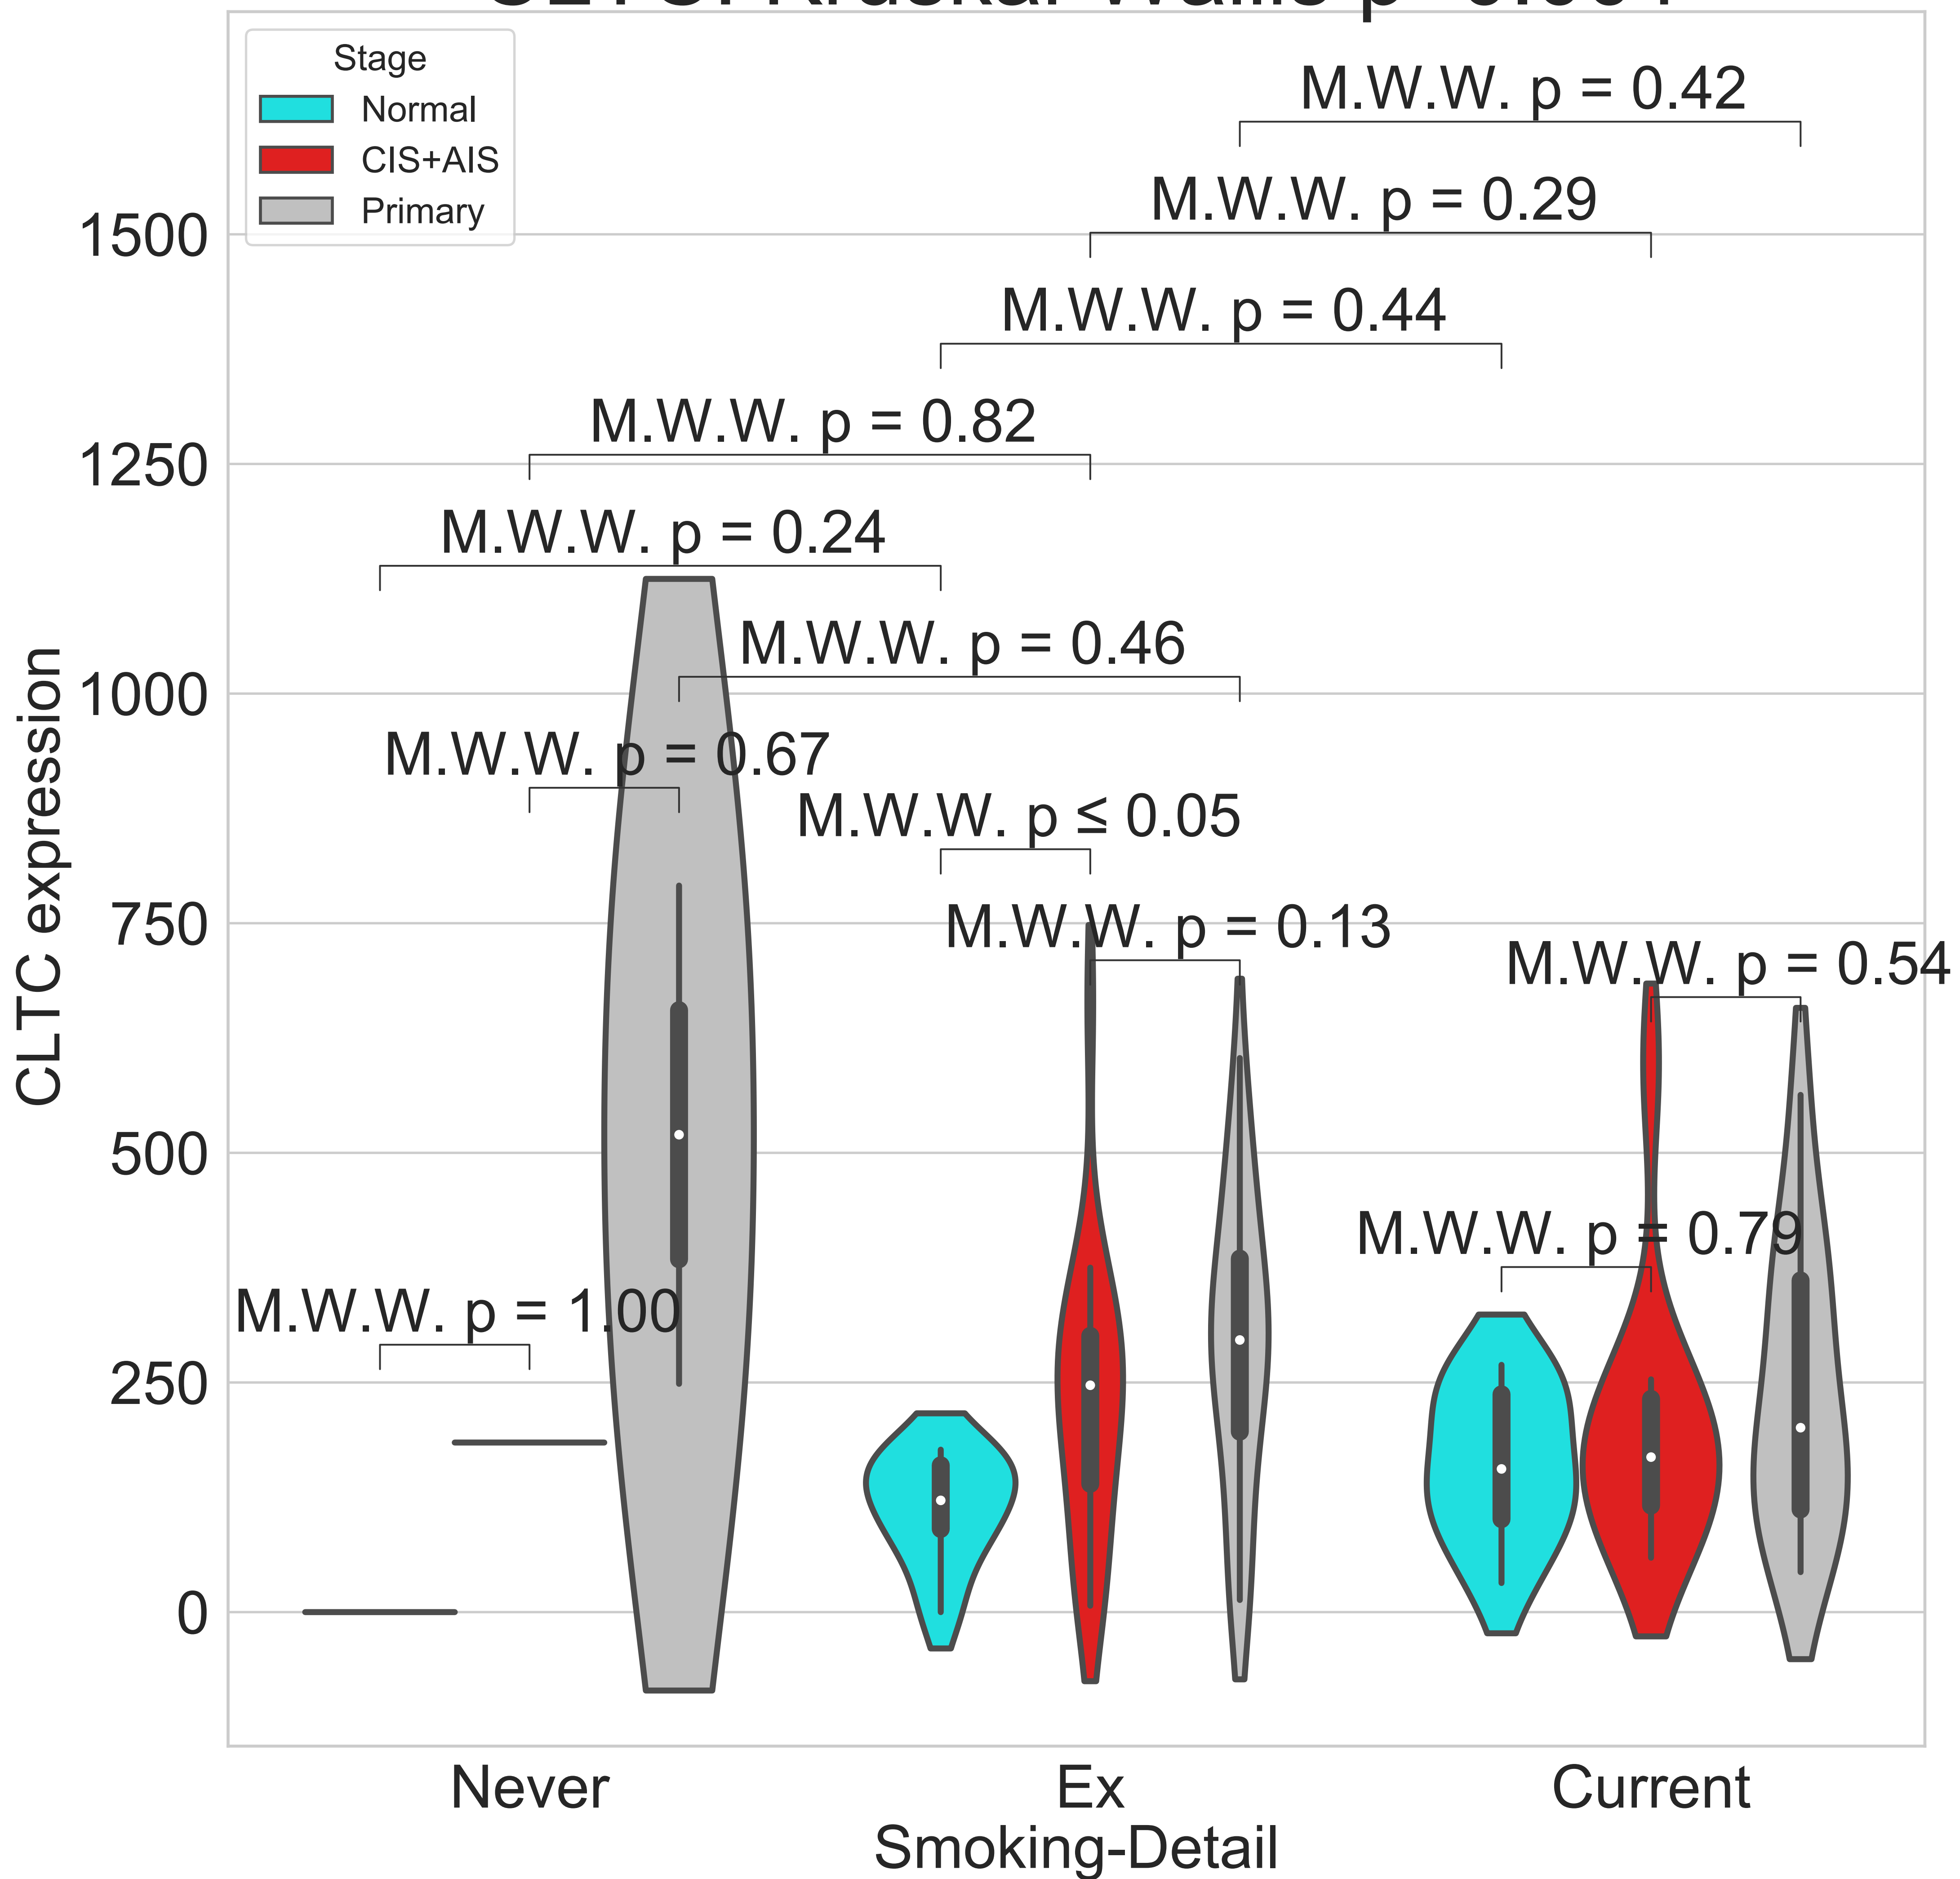 Stage
Normal
CIS+AIS
Primary
M.W.W. p = 0.42
M.W.W. p = 0.29
M.W.W. p = 0.44
M.W.W. p = 0.82
M.W.W. p = 0.24
M.W.W. p = 0.46
M.W.W. p = 0.67
M.W.W. p ≤ 0.05
M.W.W. p = 0.13
M.W.W. p = 0.54
M.W.W. p = 0.79
M.W.W. p = 1.00
1500
1250
1000
750
500
250
0
CLTC expression
Never
Ex
Current
Smoking-Detail